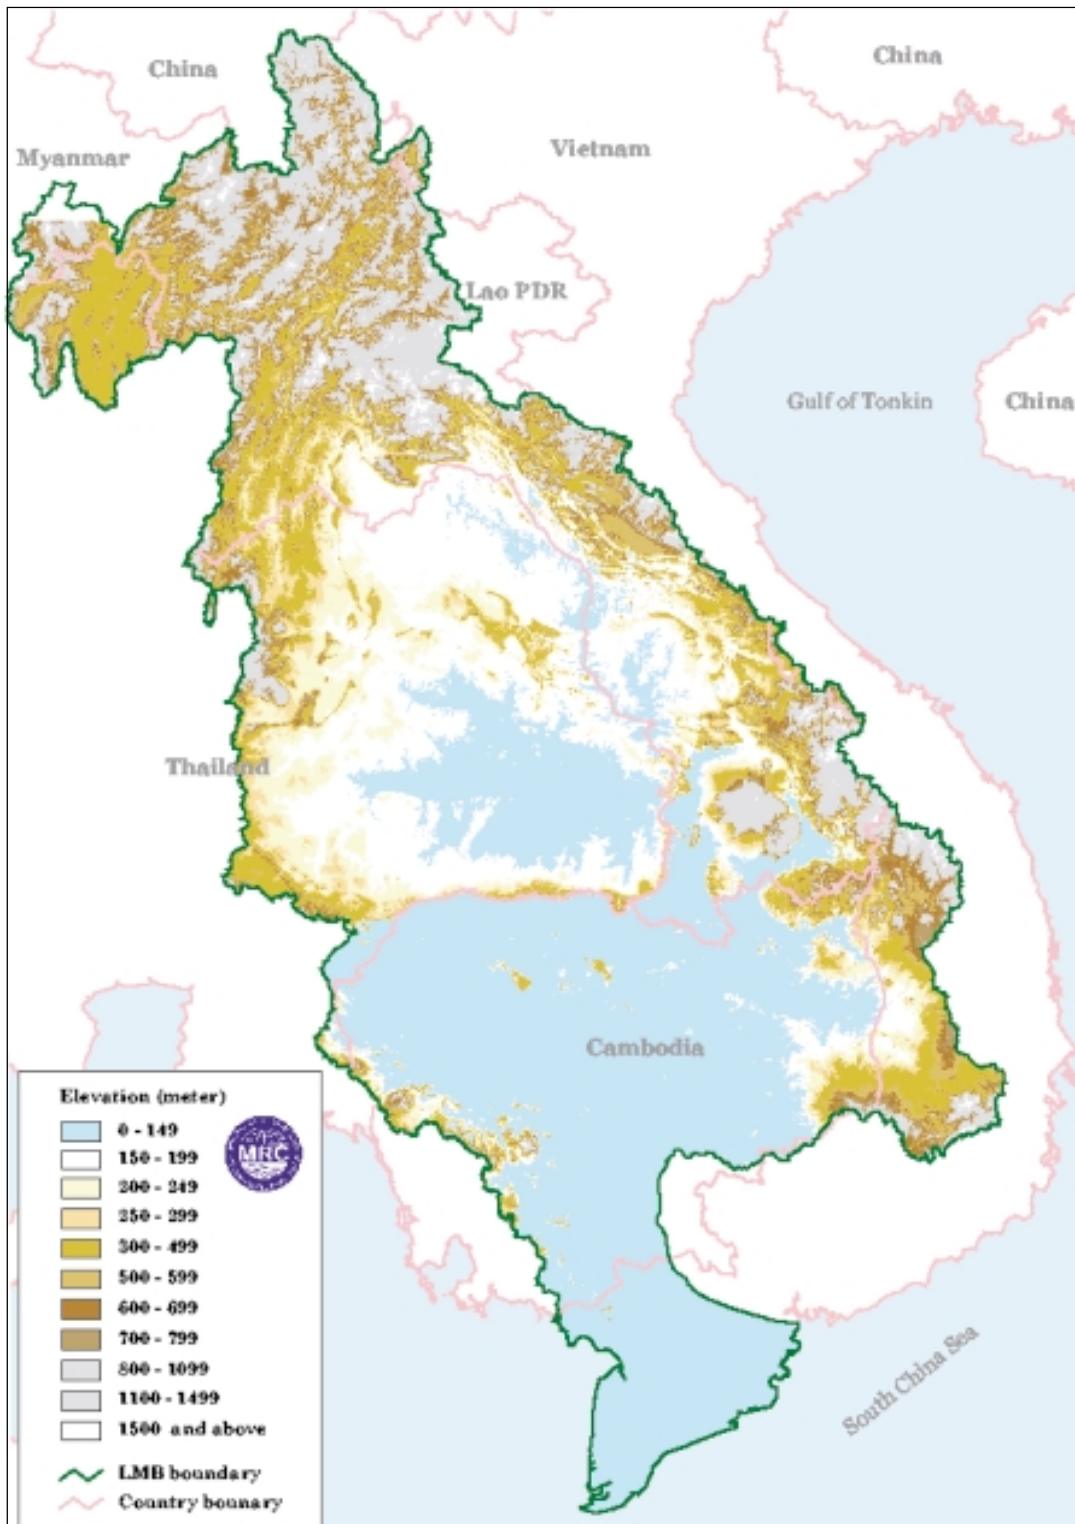 China
China
Myanmar
Vietnam
Lao PDR
Gulf of Tonkin
China
Thailand
Cambodia
South China Sea
Elevation (meter)
MRC
0 - 149
150 - 199
200 - 249
250 - 299
300 - 499
500 - 599
600 - 699
700 - 799
800 - 1099
1100 - 1499
1500 and above
LMB boundary
Country bounary